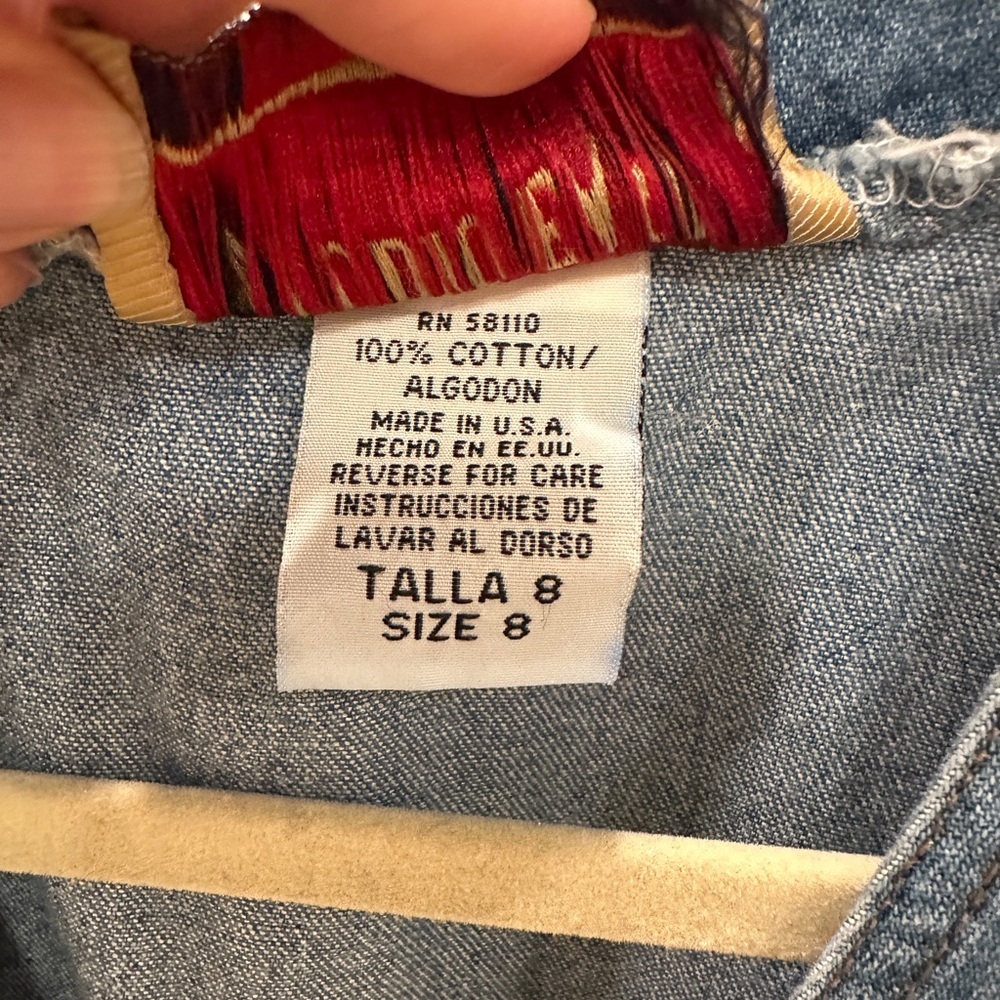 RN 58110
100% COTTON/
ALGODON
MADE IN U.S.A.
HECHO EN EE.UU.
REVERSE FOR CARE
INSTRUCCIONES DE
LAVAR AL DORSO
TALLA 8
SIZE 8